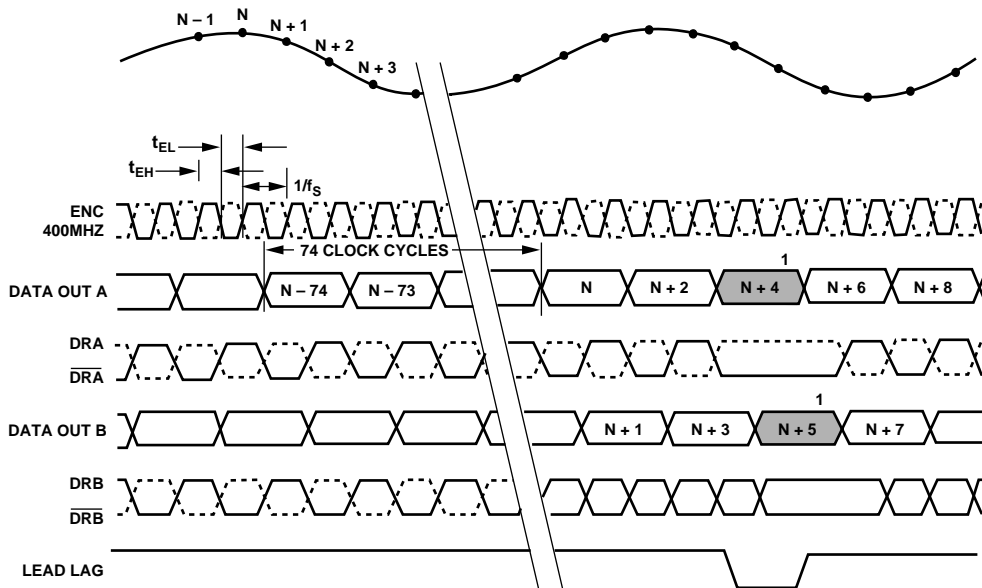 N – 1
N
N + 1
N + 2
N + 3
tEL
tEH
1/fS
ENC
400MHZ
74 CLOCK CYCLES
1
DATA OUT A
N – 74
N – 73
N
N + 2
N + 4
N + 6
N + 8
DRA
DRA
1
DATA OUT B
N + 1
N + 3
N + 5
N + 7
DRB
DRB
LEAD LAG